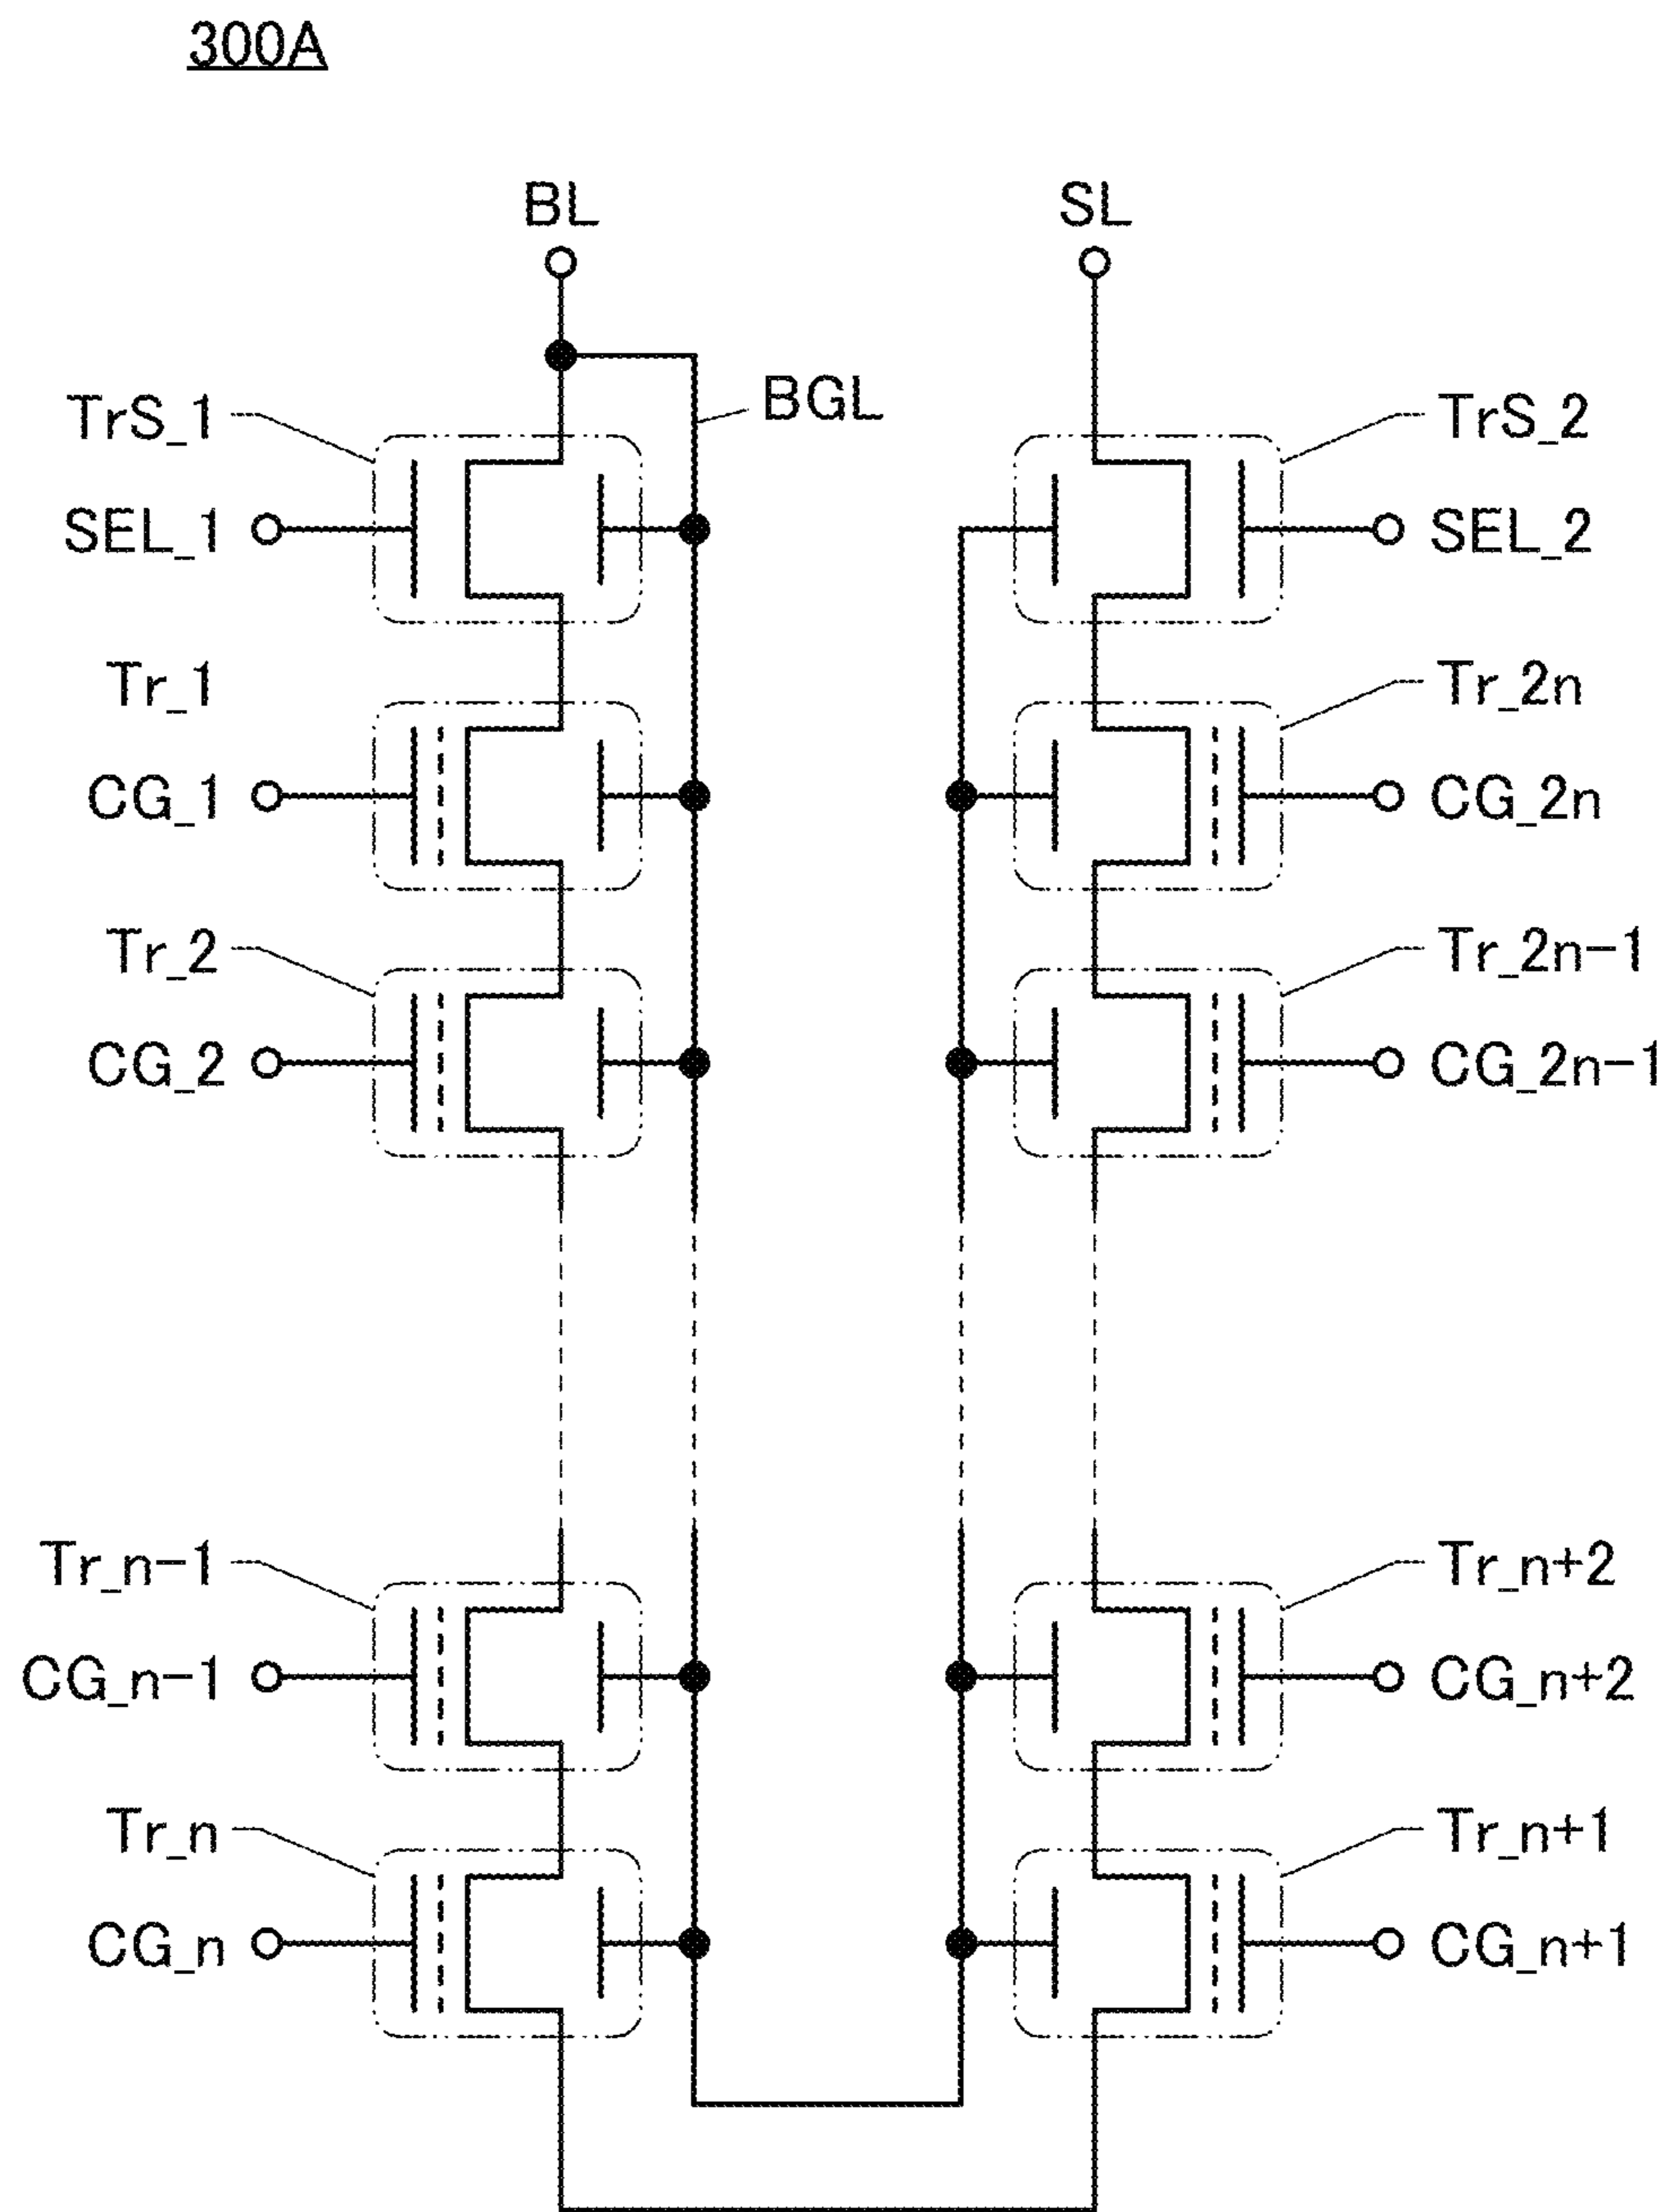 300A
BL
SL
BGL
TrS_1
TrS_2
SEL_1
SEL_2
Tr_1
Tr_2n
CG_1
CG_2n
Tr_2
Tr_2n-1
CG_2
CG_2n-1
Tr_n-1
Tr_n+2
CG_n-1
CG_n+2
Tr_n
Tr_n+1
CG_n
CG_n+1